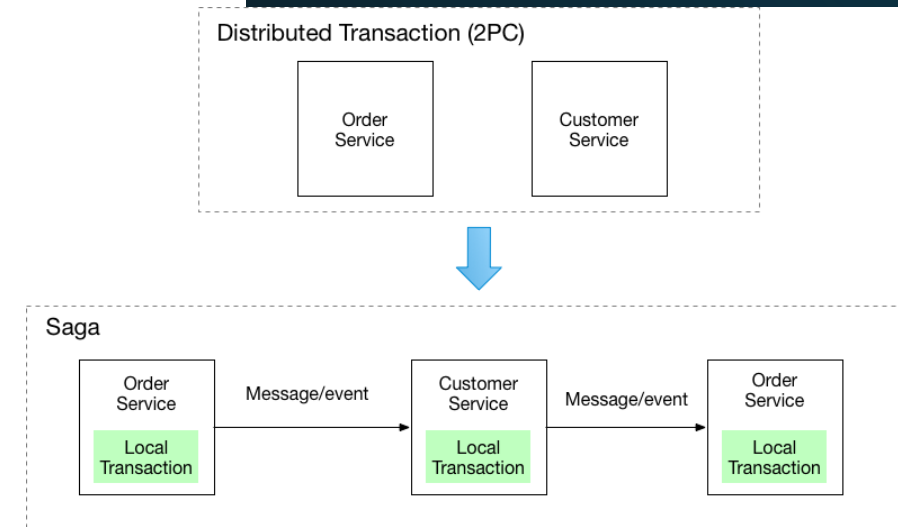 Distributed Transaction (2PC)
Order
Service
Customer
Service
Saga
Order
Service
Local
Transaction
Message/event
Customer
Service
Local
Transaction
Message/event
Order
Service
Local
Transaction